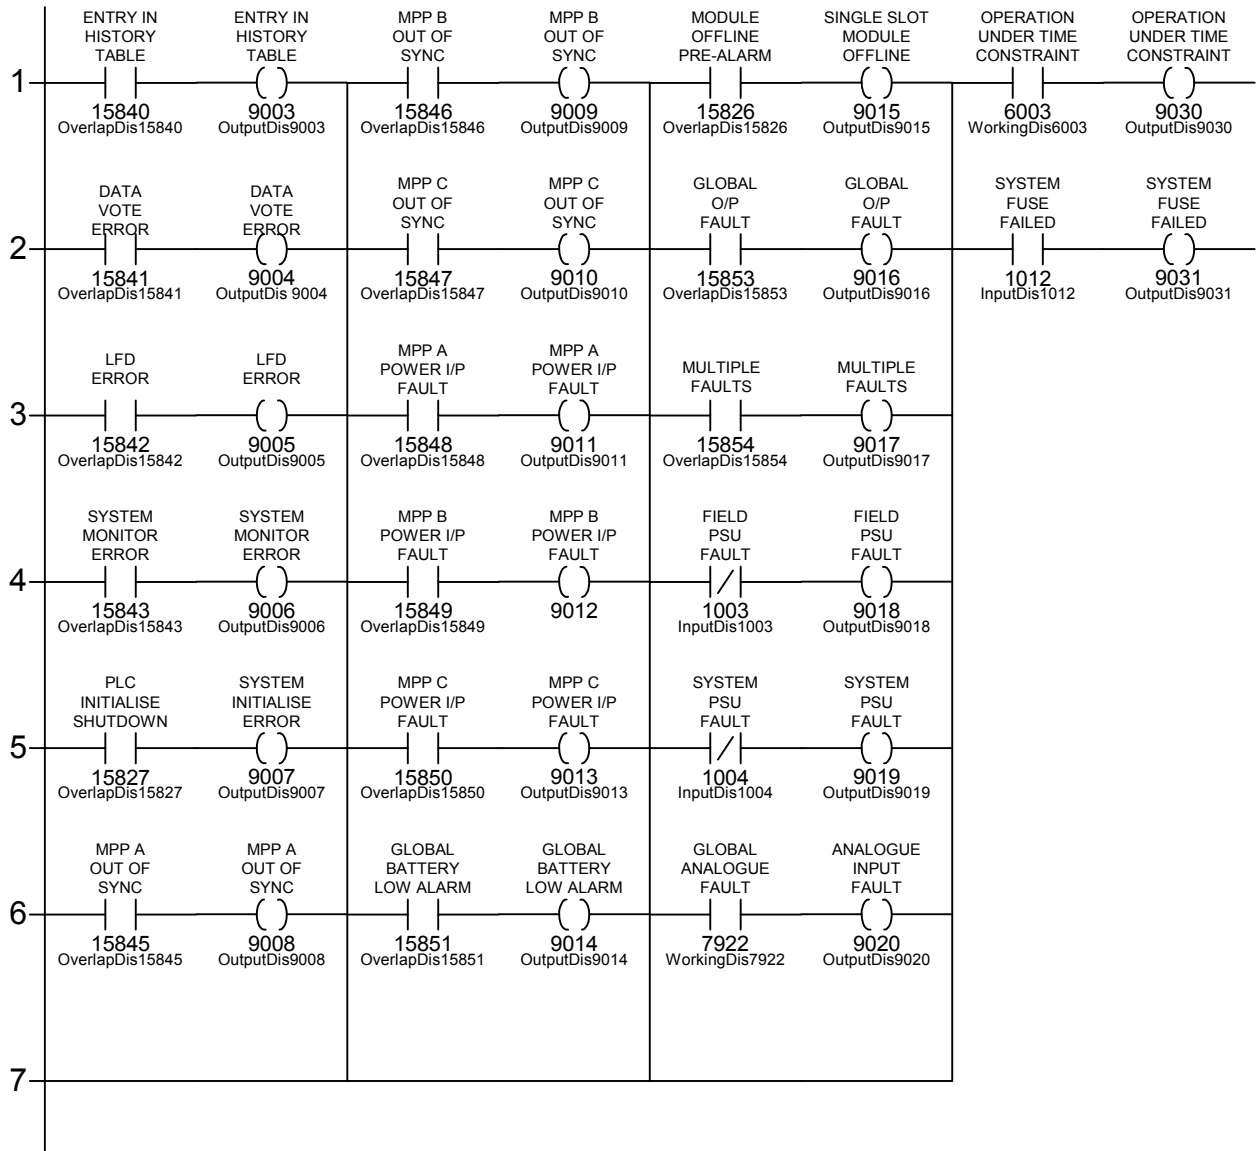 ENTRY IN
HISTORY
TABLE
ENTRY IN
HISTORY
TABLE
MPP B
OUT OF
SYNC
MPP B
OUT OF
SYNC
MODULE
OFFLINE
PRE-ALARM
SINGLE SLOT
MODULE
OFFLINE
OPERATION
UNDER TIME
CONSTRAINT
OPERATION
UNDER TIME
CONSTRAINT
1
15840
OverlapDis15840
9003
OutputDis9003
15846
OverlapDis15846
9009
OutputDis9009
15826
OverlapDis15826
9015
OutputDis9015
6003
WorkingDis6003
9030
OutputDis9030
DATA
VOTE
ERROR
DATA
VOTE
ERROR
MPP C
OUT OF
SYNC
MPP C
OUT OF
SYNC
GLOBAL
O/P
FAULT
GLOBAL
O/P
FAULT
SYSTEM
FUSE
FAILED
SYSTEM
FUSE
FAILED
2
15841
OverlapDis15841
9004
OutputDis 9004
15847
OverlapDis15847
9010
OutputDis9010
15853
OverlapDis15853
9016
OutputDis9016
1012
InputDis1012
9031
OutputDis9031
LFD
ERROR
LFD
ERROR
MPP A
POWER I/P
FAULT
MPP A
POWER I/P
FAULT
MULTIPLE
FAULTS
MULTIPLE
FAULTS
3
15842
OverlapDis15842
9005
OutputDis9005
15848
OverlapDis15848
9011
OutputDis9011
15854
OverlapDis15854
9017
OutputDis9017
SYSTEM
MONITOR
ERROR
SYSTEM
MONITOR
ERROR
MPP B
POWER I/P
FAULT
MPP B
POWER I/P
FAULT
FIELD
PSU
FAULT
FIELD
PSU
FAULT
4
15843
OverlapDis15843
9006
OutputDis9006
15849
OverlapDis15849
9012
1003
InputDis1003
9018
OutputDis9018
PLC
INITIALISE
SHUTDOWN
SYSTEM
INITIALISE
ERROR
MPP C
POWER I/P
FAULT
MPP C
POWER I/P
FAULT
SYSTEM
PSU
FAULT
SYSTEM
PSU
FAULT
5
15827
OverlapDis15827
9007
OutputDis9007
15850
OverlapDis15850
9013
OutputDis9013
1004
InputDis1004
9019
OutputDis9019
MPP A
OUT OF
SYNC
MPP A
OUT OF
SYNC
GLOBAL
BATTERY
LOW ALARM
GLOBAL
BATTERY
LOW ALARM
GLOBAL
ANALOGUE
FAULT
ANALOGUE
INPUT
FAULT
6
15845
OverlapDis15845
9008
OutputDis9008
15851
OverlapDis15851
9014
OutputDis9014
7922
WorkingDis7922
9020
OutputDis9020
7